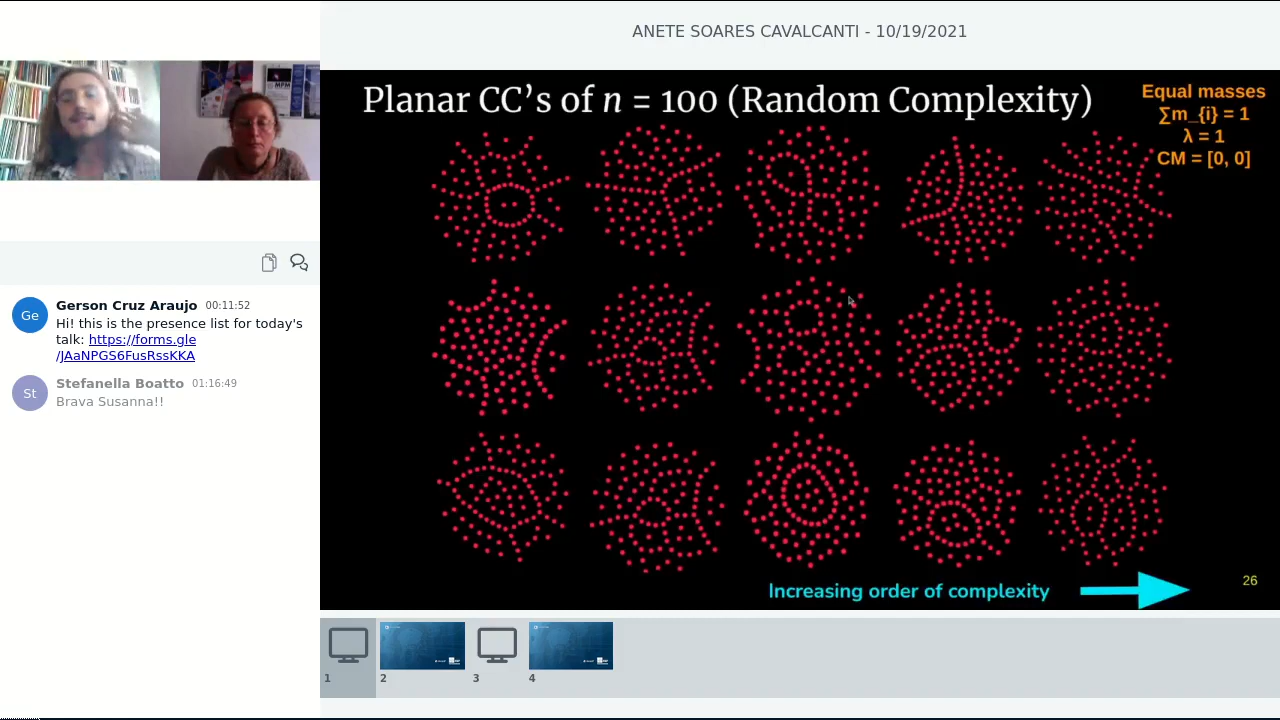 ANETE SOARES CAVALCANTI - 10/19/2021
Planar CC's of n = 100 (Random Complexity)
Equal masses
∑m_{i} = 1
λ = 1
CM = [0, 0]
Ge
Gerson Cruz Araujo 00:11:52
Hi! this is the presence list for today's
talk: https://forms.gle
/JAaNPGS6FusRssKKA
St
Stefanella Boatto 01:16:49
Brava Susanna!!
Increasing order of complexity
26
1
2
3
4